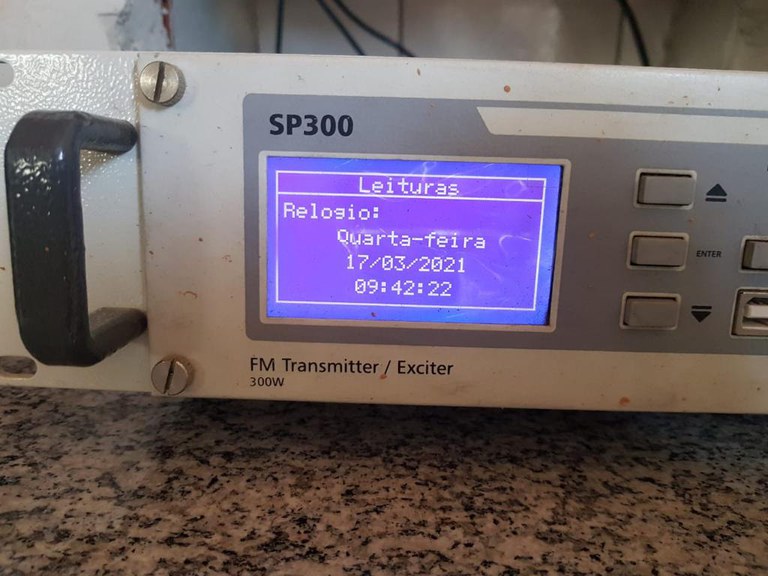 SP300
Leituras
Relogio:
Quarta-feira
17/03/2021
09:42:22
ENTER
FM Transmitter / Exciter
300W